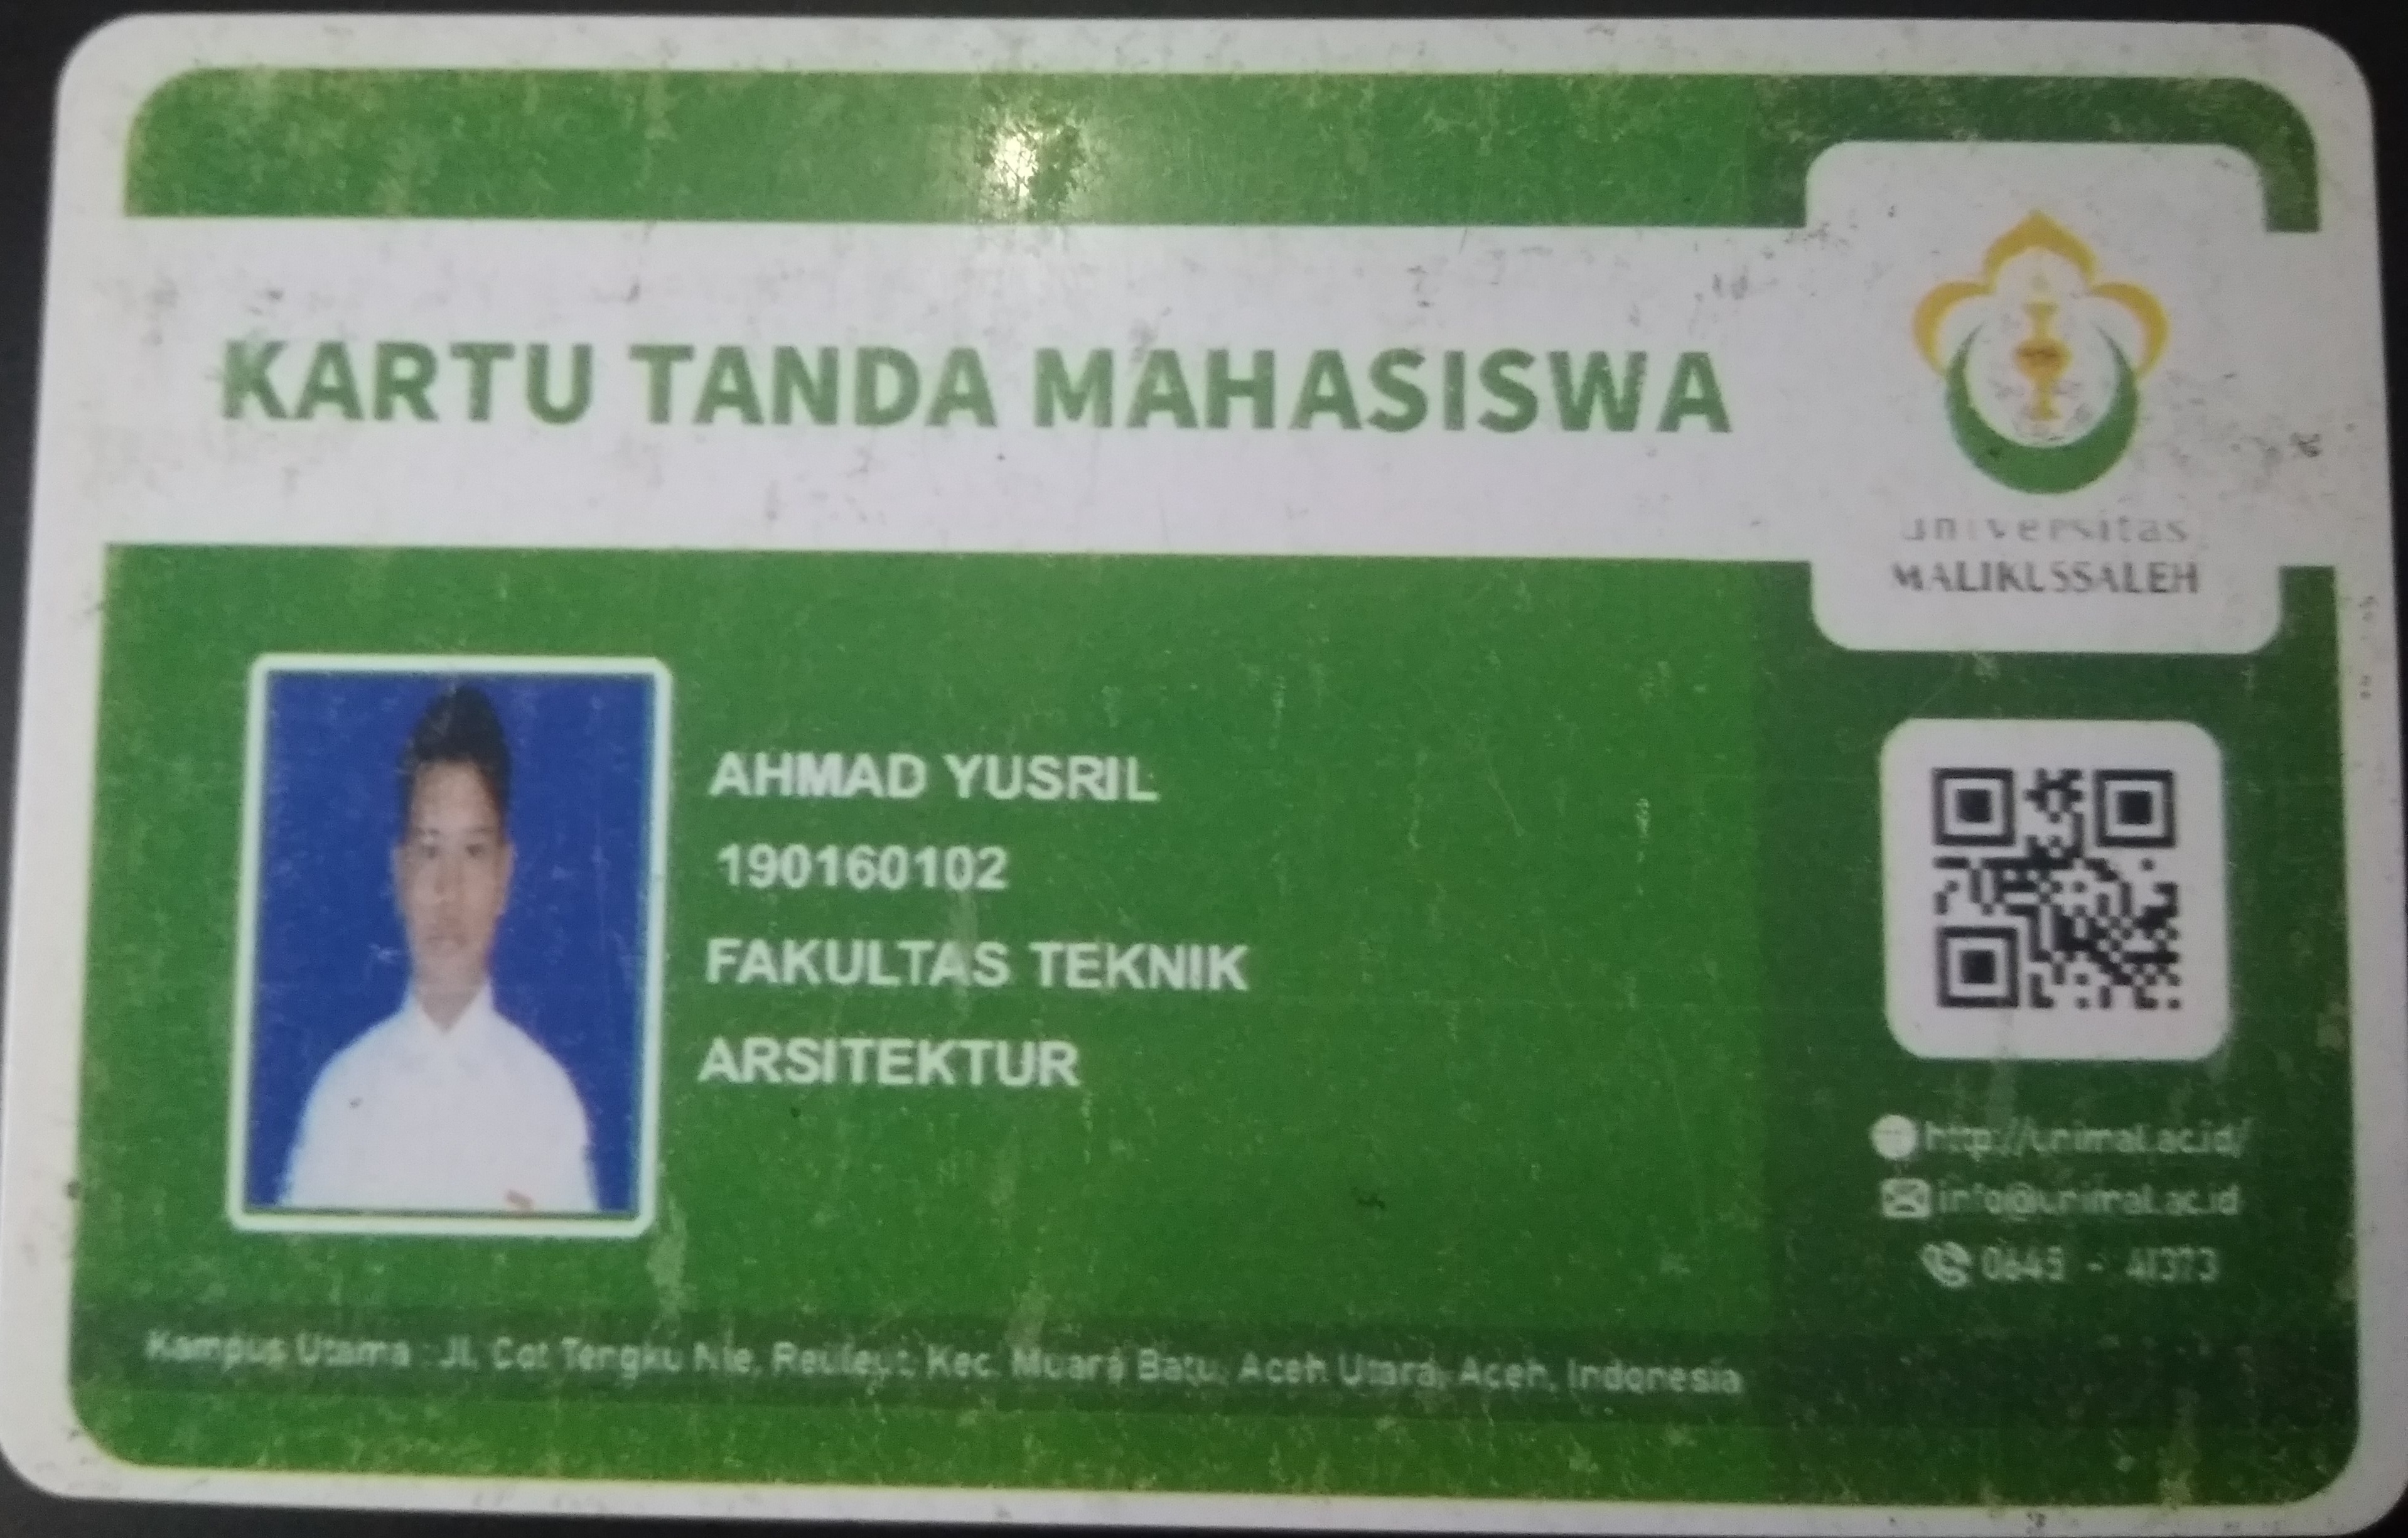 KARTU TANDA MAHASISWA
universitas
MALIKUSSALEH
AHMAD YUSRIL
190160102
FAKULTAS TEKNIK
ARSITEKTUR
http://unimal.ac.id/
info@unimal.ac.id
0645 - 41373
Kampus Utama : Jl. Cot Tengku Nie, Reuleut, Kec. Muara Batu, Aceh Utara, Aceh, Indonesia